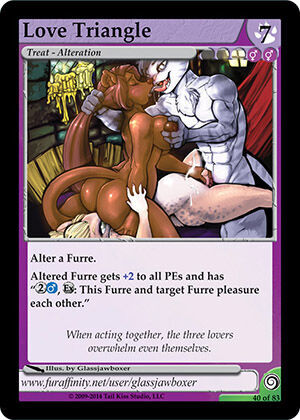 Love Triangle
7
Treat - Alteration
Alter a Furre.
Altered Furre gets +2 to all PEs and has
“②♂, Ex: This Furre and target Furre pleasure
each other.”
When acting together, the three lovers
overwhelm even themselves.
Illus. by Glassjawboxer
www.furaffinity.net/user/glassjawboxer
© 2009-2014 Tail Kiss Studio, LLC
40 of 83